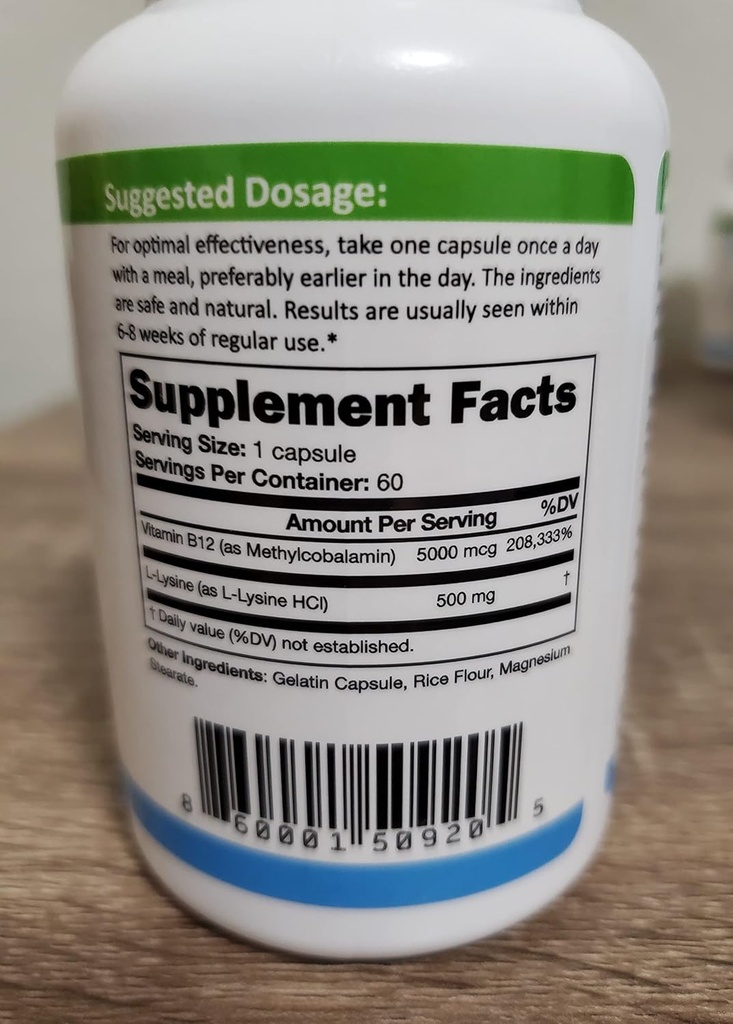 Suggested Dosage:
For optimal effectiveness, take one capsule once a day
with a meal, preferably earlier in the day. The ingredients
are safe and natural. Results are usually seen within
6-8 weeks of regular use.*
Supplement Facts
Serving Size: 1 capsule
Servings Per Container: 60
Amount Per Serving %DV
Vitamin B12 (as Methylcobalamin) 5000 mcg 208,333%
L-Lysine (as L-Lysine HCl) 500 mg †
† Daily value (%DV) not established.
Other Ingredients: Gelatin Capsule, Rice Flour, Magnesium
Stearate.
8 60001 50920 5